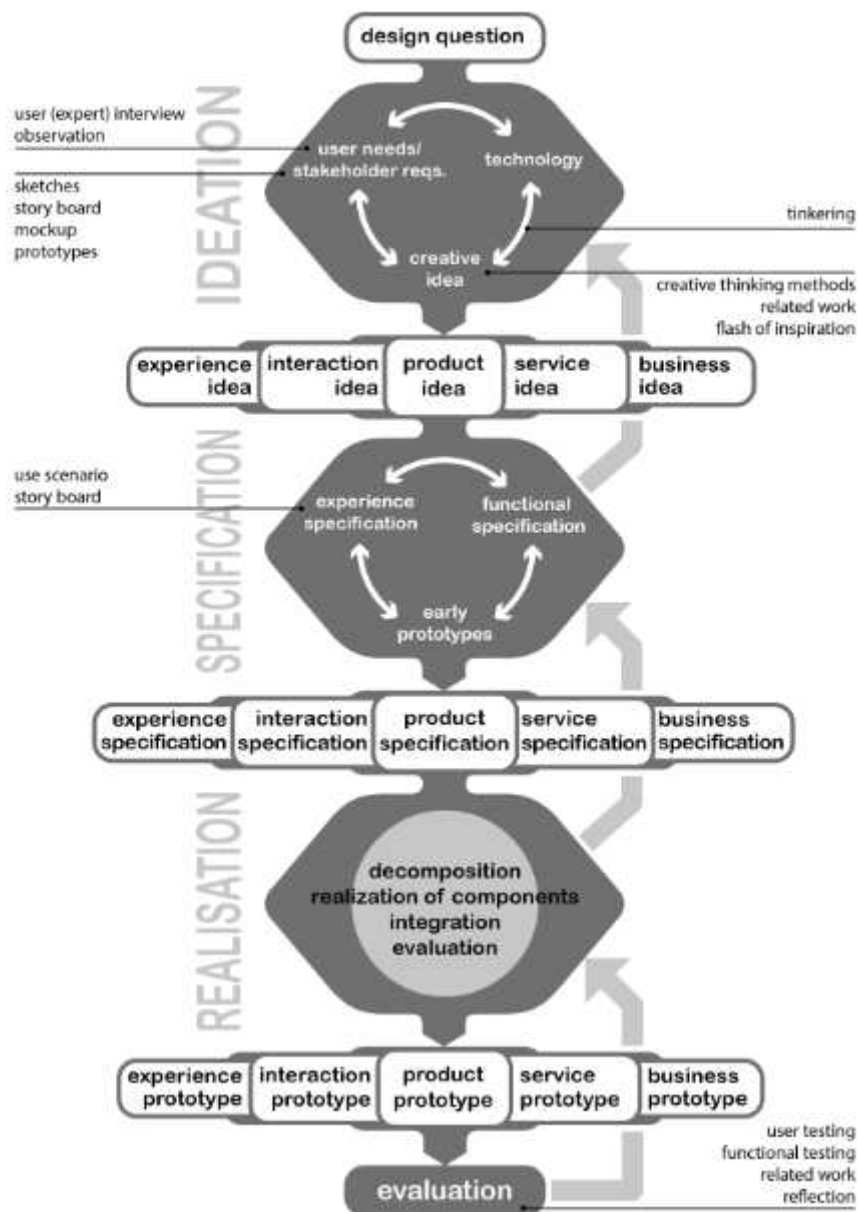 design question
IDEATION
user (expert) interview
observation
user needs/
stakeholder reqs.
technology
sketches
story board
mockup
prototypes
tinkering
creative
idea
creative thinking methods
related work
flash of inspiration
experience
idea
interaction
idea
product
idea
service
idea
business
idea
SPECIFICATION
use scenario
story board
experience
specification
functional
specification
early
prototypes
experience
specification
interaction
specification
product
specification
service
specification
business
specification
REALISATION
decomposition
realization of components
integration
evaluation
experience
prototype
interaction
prototype
product
prototype
service
prototype
business
prototype
evaluation
user testing
functional testing
related work
reflection